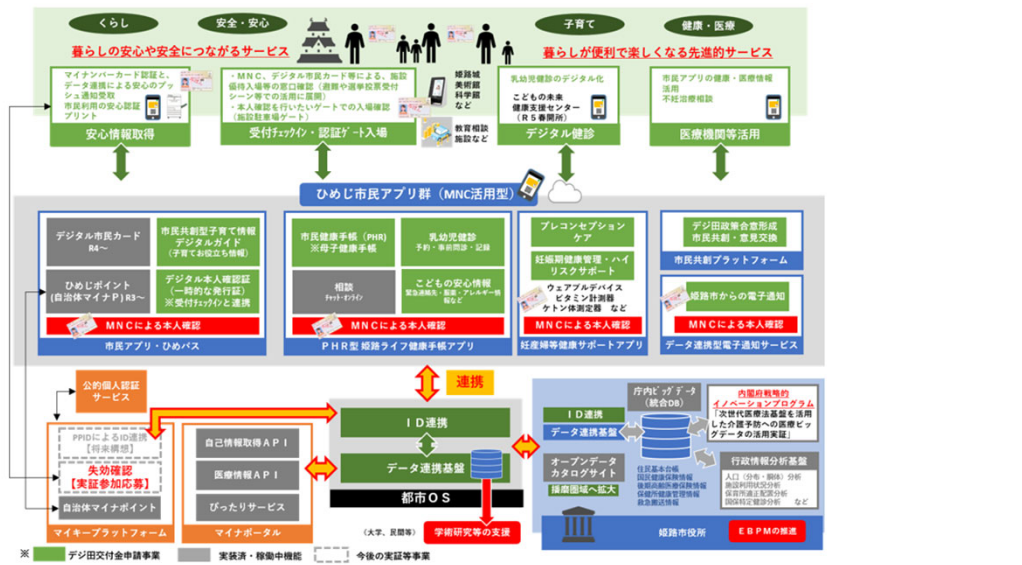 くらし
安全・安心
子育て
健康・医療
暮らしの安心や安全につながるサービス
暮らしが便利で楽しくなる先進的サービス
マイナンバーカード認証と、
データ連携による安心のプッ
シュ通知受取
市民利用の安心認証
プリント
安心情報取得
・ＭＮＣ、デジタル市民カード等による、施設
優待入場等の窓口確認（避難や選挙投票受付
シーン等での活用に展開）
・本人確認を行いたいゲートでの入場確認
（施設駐車場ゲート）
受付ﾁｪｯｸｲﾝ・認証ｹﾞｰﾄ入場
姫路城
美術館
科学館
など
教育相談
施設など
乳幼児健診のデジタル化
こどもの未来
健康支援センター
（Ｒ５春開所）
デジタル健診
市民アプリの健康・医療情報
活用
不妊治療相談
医療機関等活用
ひめじ市民アプリ群（MNC活用型）
デジタル市民カード
R4～
市民共創型子育て情報
デジタルガイド
(子育てお役立ち情報)
ひめじポイント
(自治体マイナＰ) R3～
デジタル本人確認証
（一時的な発行証）
※受付ﾁｪｯｸｲﾝと連携
ＭＮＣによる本人確認
市民アプリ・ひめパス
市民健康手帳（PHR)
※母子健康手帳
乳幼児健診
予約・事前問診・記録
相談
ﾁｬｯﾄ･ｵﾝﾗｲﾝ
こどもの安心情報
緊急連絡先・服薬・アレルギー情
報など
ＭＮＣによる本人確認
ＰＨＲ型 姫路ライフ健康手帳アプリ
プレコンセプション
ケア
妊娠期健康管理・ハイ
リスクサポート
ウェアブルデバイス
ビタミン計測器
ケトン体測定器 など
ＭＮＣによる本人確認
妊産婦等健康サポートアプリ
デジ田政策合意形成
市民共創・意見交換
市民共創プラットフォーム
姫路市からの電子通知
ＭＮＣによる本人確認
データ連携型電子通知サービス
公的個人認証
サービス
連携
PPIDによるID連携
【将来構想】
失効確認
【実証参加応募】
自治体マイナポイント
マイキープラットフォーム
自己情報取得ＡＰＩ
医療情報ＡＰＩ
ぴったりサービス
マイナポータル
ＩＤ連携
データ連携基盤
都市ＯＳ
（大学、民間等）
学術研究等の支援
庁内ﾋﾞｯｸﾞﾃﾞｰﾀ
（統合DB）
ＩＤ連携
データ連携基盤
オープンデータ
カタログサイト
播磨圏域へ拡大
住民基本台帳
国民健康保険情報
後期高齢医療保険情報
保健所健康管理情報
救急搬送情報
内閣府戦略的
イノベーションプログラム
「次世代医療法基盤を活用
した介護予防への医療ビッ
グデータの活用実証」
行政情報分析基盤
人口（分布・胴体）分析
施設利用状況分析
保育所適正配置分析
国保特定健診分析 など
姫路市役所
ＥＢＰＭの推進
※
デジ田交付金申請事業
実装済・稼働中機能
今後の実証等事業